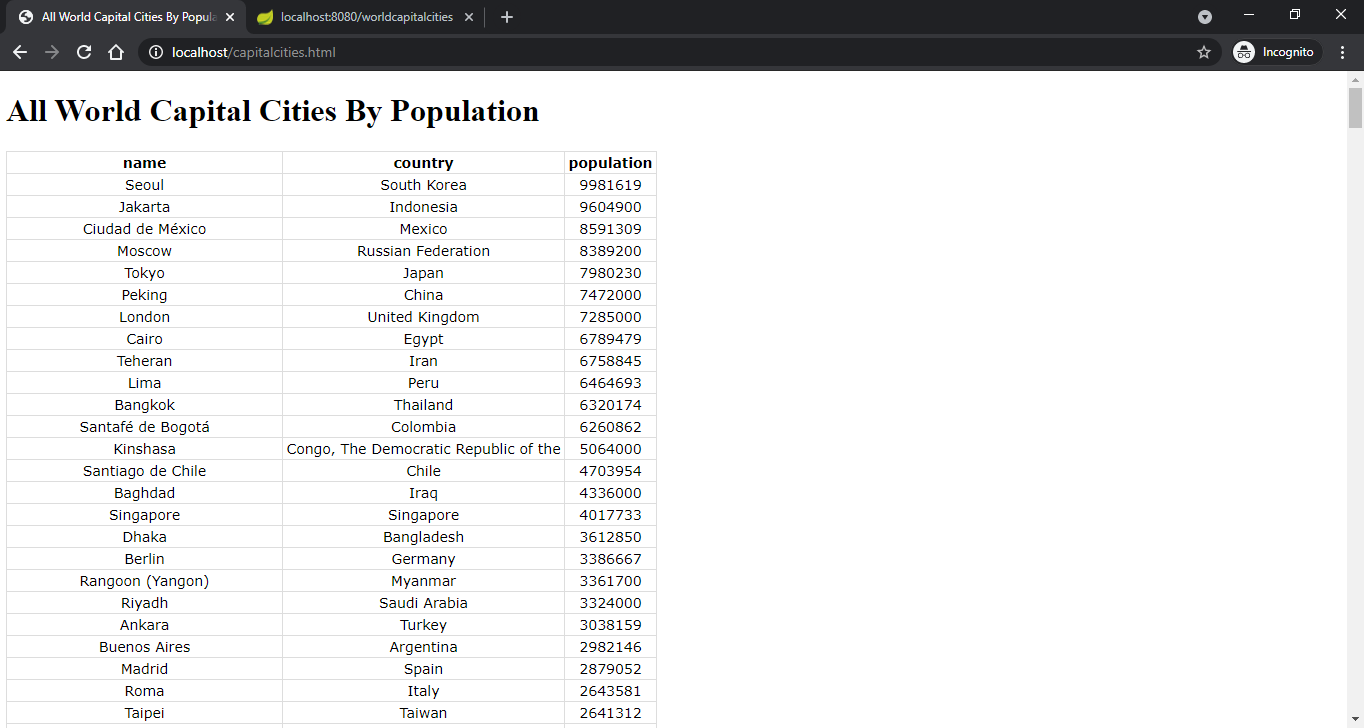 All World Capital Cities By Popula
localhost:8080/worldcapitalcities
localhost/capitalcities.html
Incognito
All World Capital Cities By Population
name country population
Seoul South Korea 9981619
Jakarta Indonesia 9604900
Ciudad de México Mexico 8591309
Moscow Russian Federation 8389200
Tokyo Japan 7980230
Peking China 7472000
London United Kingdom 7285000
Cairo Egypt 6789479
Teheran Iran 6758845
Lima Peru 6464693
Bangkok Thailand 6320174
Santafé de Bogotá Colombia 6260862
Kinshasa Congo, The Democratic Republic of the 5064000
Santiago de Chile Chile 4703954
Baghdad Iraq 4336000
Singapore Singapore 4017733
Dhaka Bangladesh 3612850
Berlin Germany 3386667
Rangoon (Yangon) Myanmar 3361700
Riyadh Saudi Arabia 3324000
Ankara Turkey 3038159
Buenos Aires Argentina 2982146
Madrid Spain 2879052
Roma Italy 2643581
Taipei Taiwan 2641312